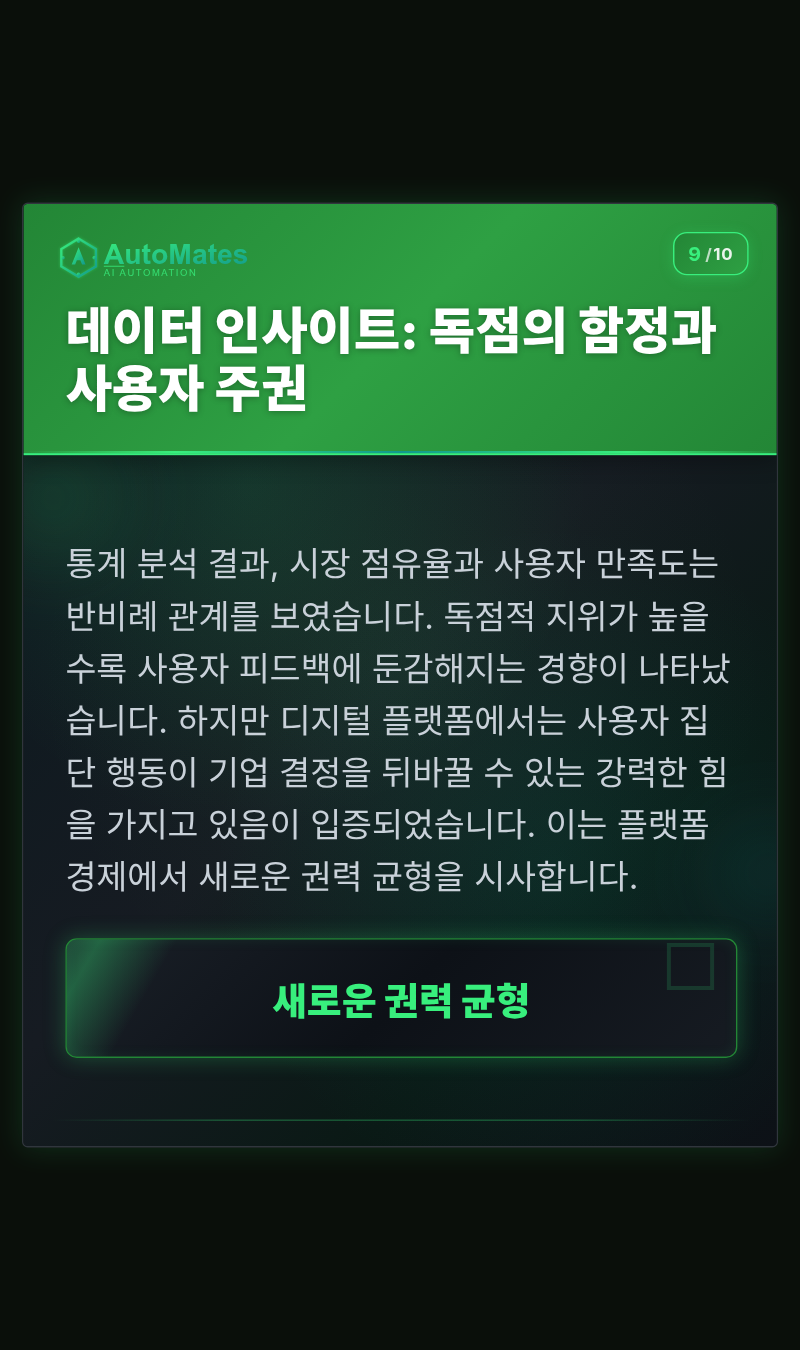 AutoMates
AI AUTOMATION
9 / 10
데이터 인사이트: 독점의 함정과
사용자 주권
통계 분석 결과, 시장 점유율과 사용자 만족도는
반비례 관계를 보였습니다. 독점적 지위가 높을
수록 사용자 피드백에 둔감해지는 경향이 나타났
습니다. 하지만 디지털 플랫폼에서는 사용자 집
단 행동이 기업 결정을 뒤바꿀 수 있는 강력한 힘
을 가지고 있음이 입증되었습니다. 이는 플랫폼
경제에서 새로운 권력 균형을 시사합니다.
새로운 권력 균형